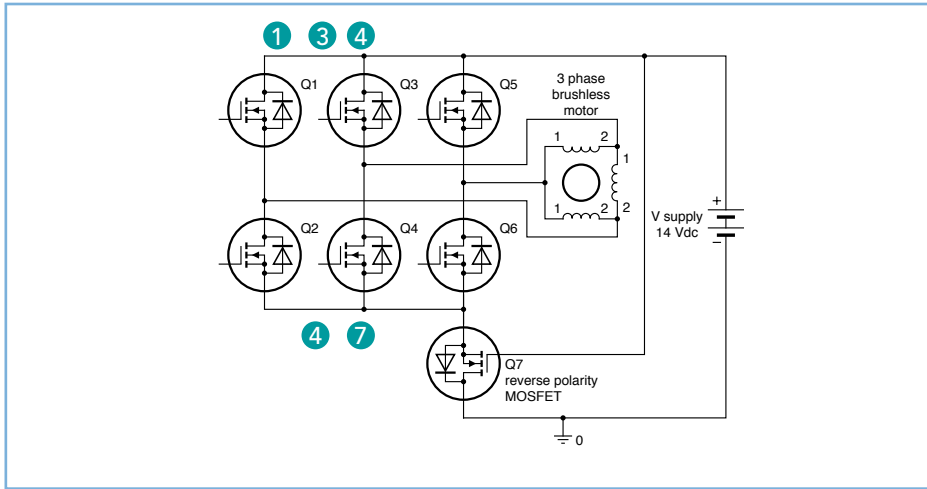 1 3 4
Q1 Q3 Q5
3 phase
brushless
motor
1 2
1
2
1 2
V supply
14 Vdc
+
–
Q2 Q4 Q6
4 7
Q7
reverse polarity
MOSFET
0